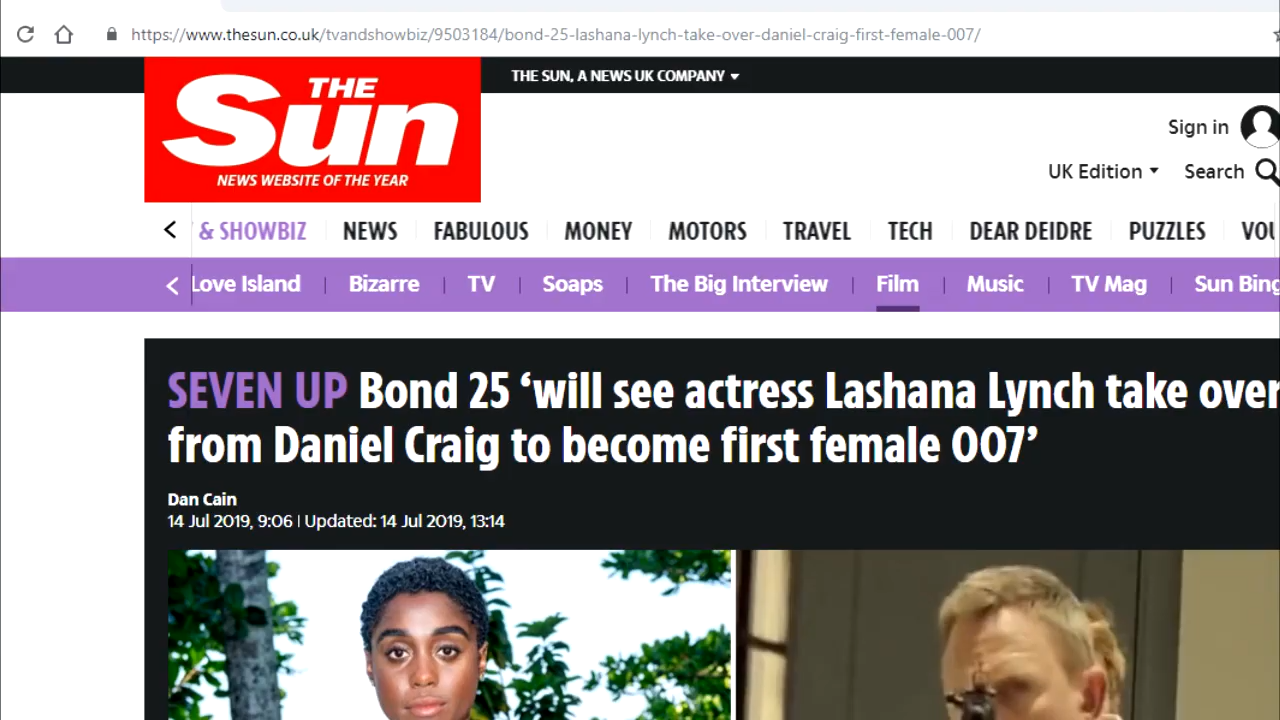 https://www.thesun.co.uk/tvandshowbiz/9503184/bond-25-lashana-lynch-take-over-daniel-craig-first-female-007/
THE SUN, A NEWS UK COMPANY
THE
Sun
NEWS WEBSITE OF THE YEAR
Sign in
UK Edition Search
& SHOWBIZ NEWS FABULOUS MONEY MOTORS TRAVEL TECH DEAR DEIDRE PUZZLES
Love Island Bizarre TV Soaps The Big Interview Film Music TV Mag Sun Bing
SEVEN UP Bond 25 ‘will see actress Lashana Lynch take over
from Daniel Craig to become first female 007’
Dan Cain
14 Jul 2019, 9:06 | Updated: 14 Jul 2019, 13:14